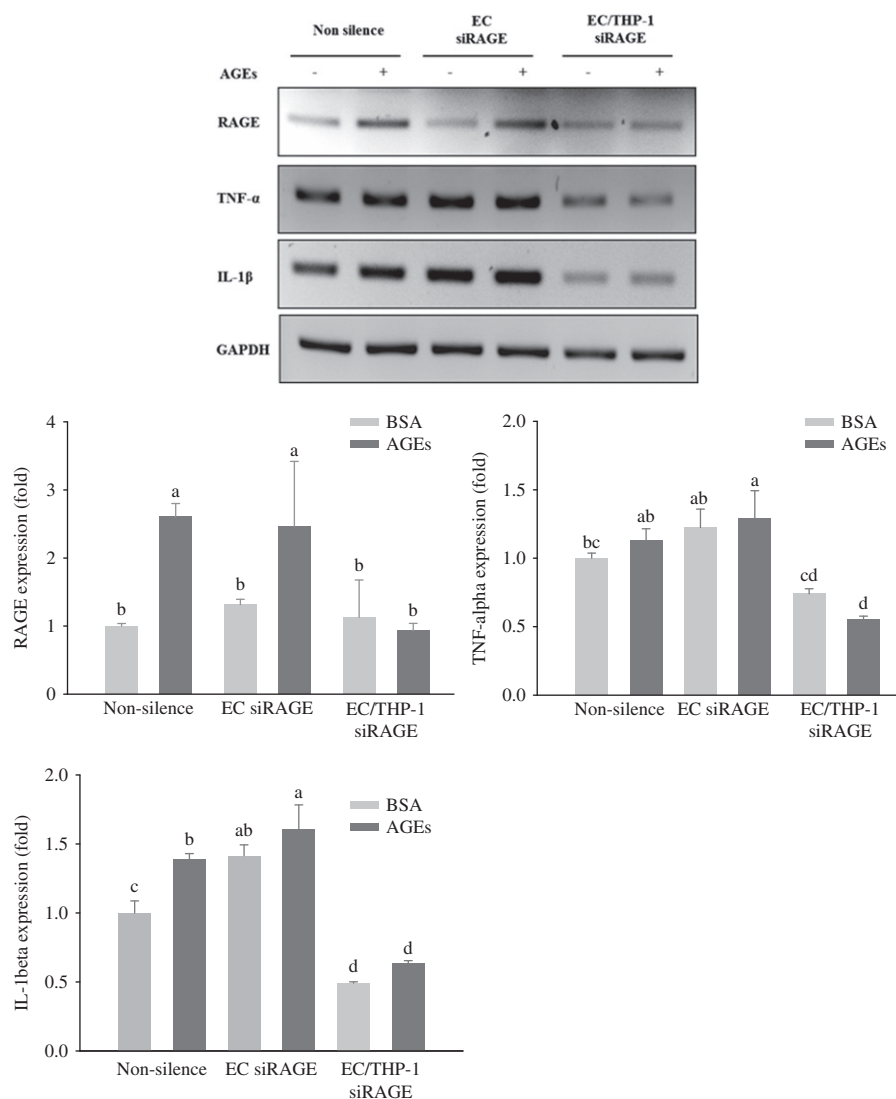 Non silence
EC
siRAGE
EC/THP-1
siRAGE
AGEs - + - + - +
RAGE
TNF-α
IL-1β
GAPDH
RAGE expression (fold)
4
3
2
1
0
BSA
AGEs
b a b a b b
Non-silence EC siRAGE EC/THP-1
siRAGE
TNF-alpha expression (fold)
2.0
1.5
1.0
0.5
0.0
BSA
AGEs
bc ab ab a cd d
Non-silence EC siRAGE EC/THP-1
siRAGE
IL-1beta expression (fold)
2.0
1.5
1.0
0.5
0.0
BSA
AGEs
c b ab a d d
Non-silence EC siRAGE EC/THP-1
siRAGE